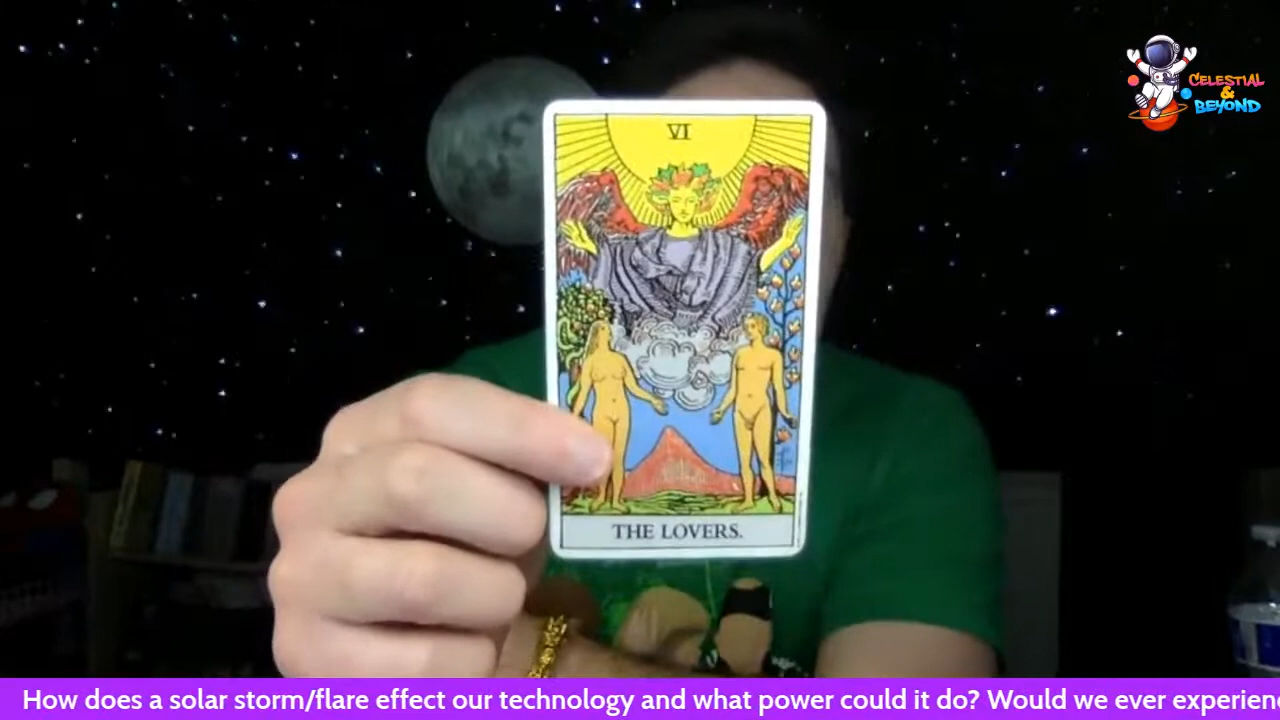 VI
CELESTIAL
&
BEYOND
THE LOVERS.
How does a solar storm/flare effect our technology and what power could it do? Would we ever experien